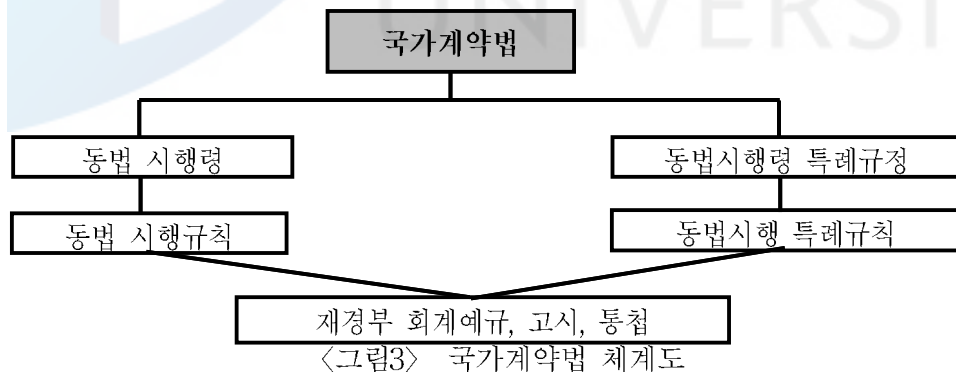 UNIVERSI
국가계약법
동법 시행령
동법시행령 특례규정
동법 시행규칙
동법시행 특례규칙
재경부 회계예규, 고시, 통첩
〈그림3〉 국가계약법 체계도